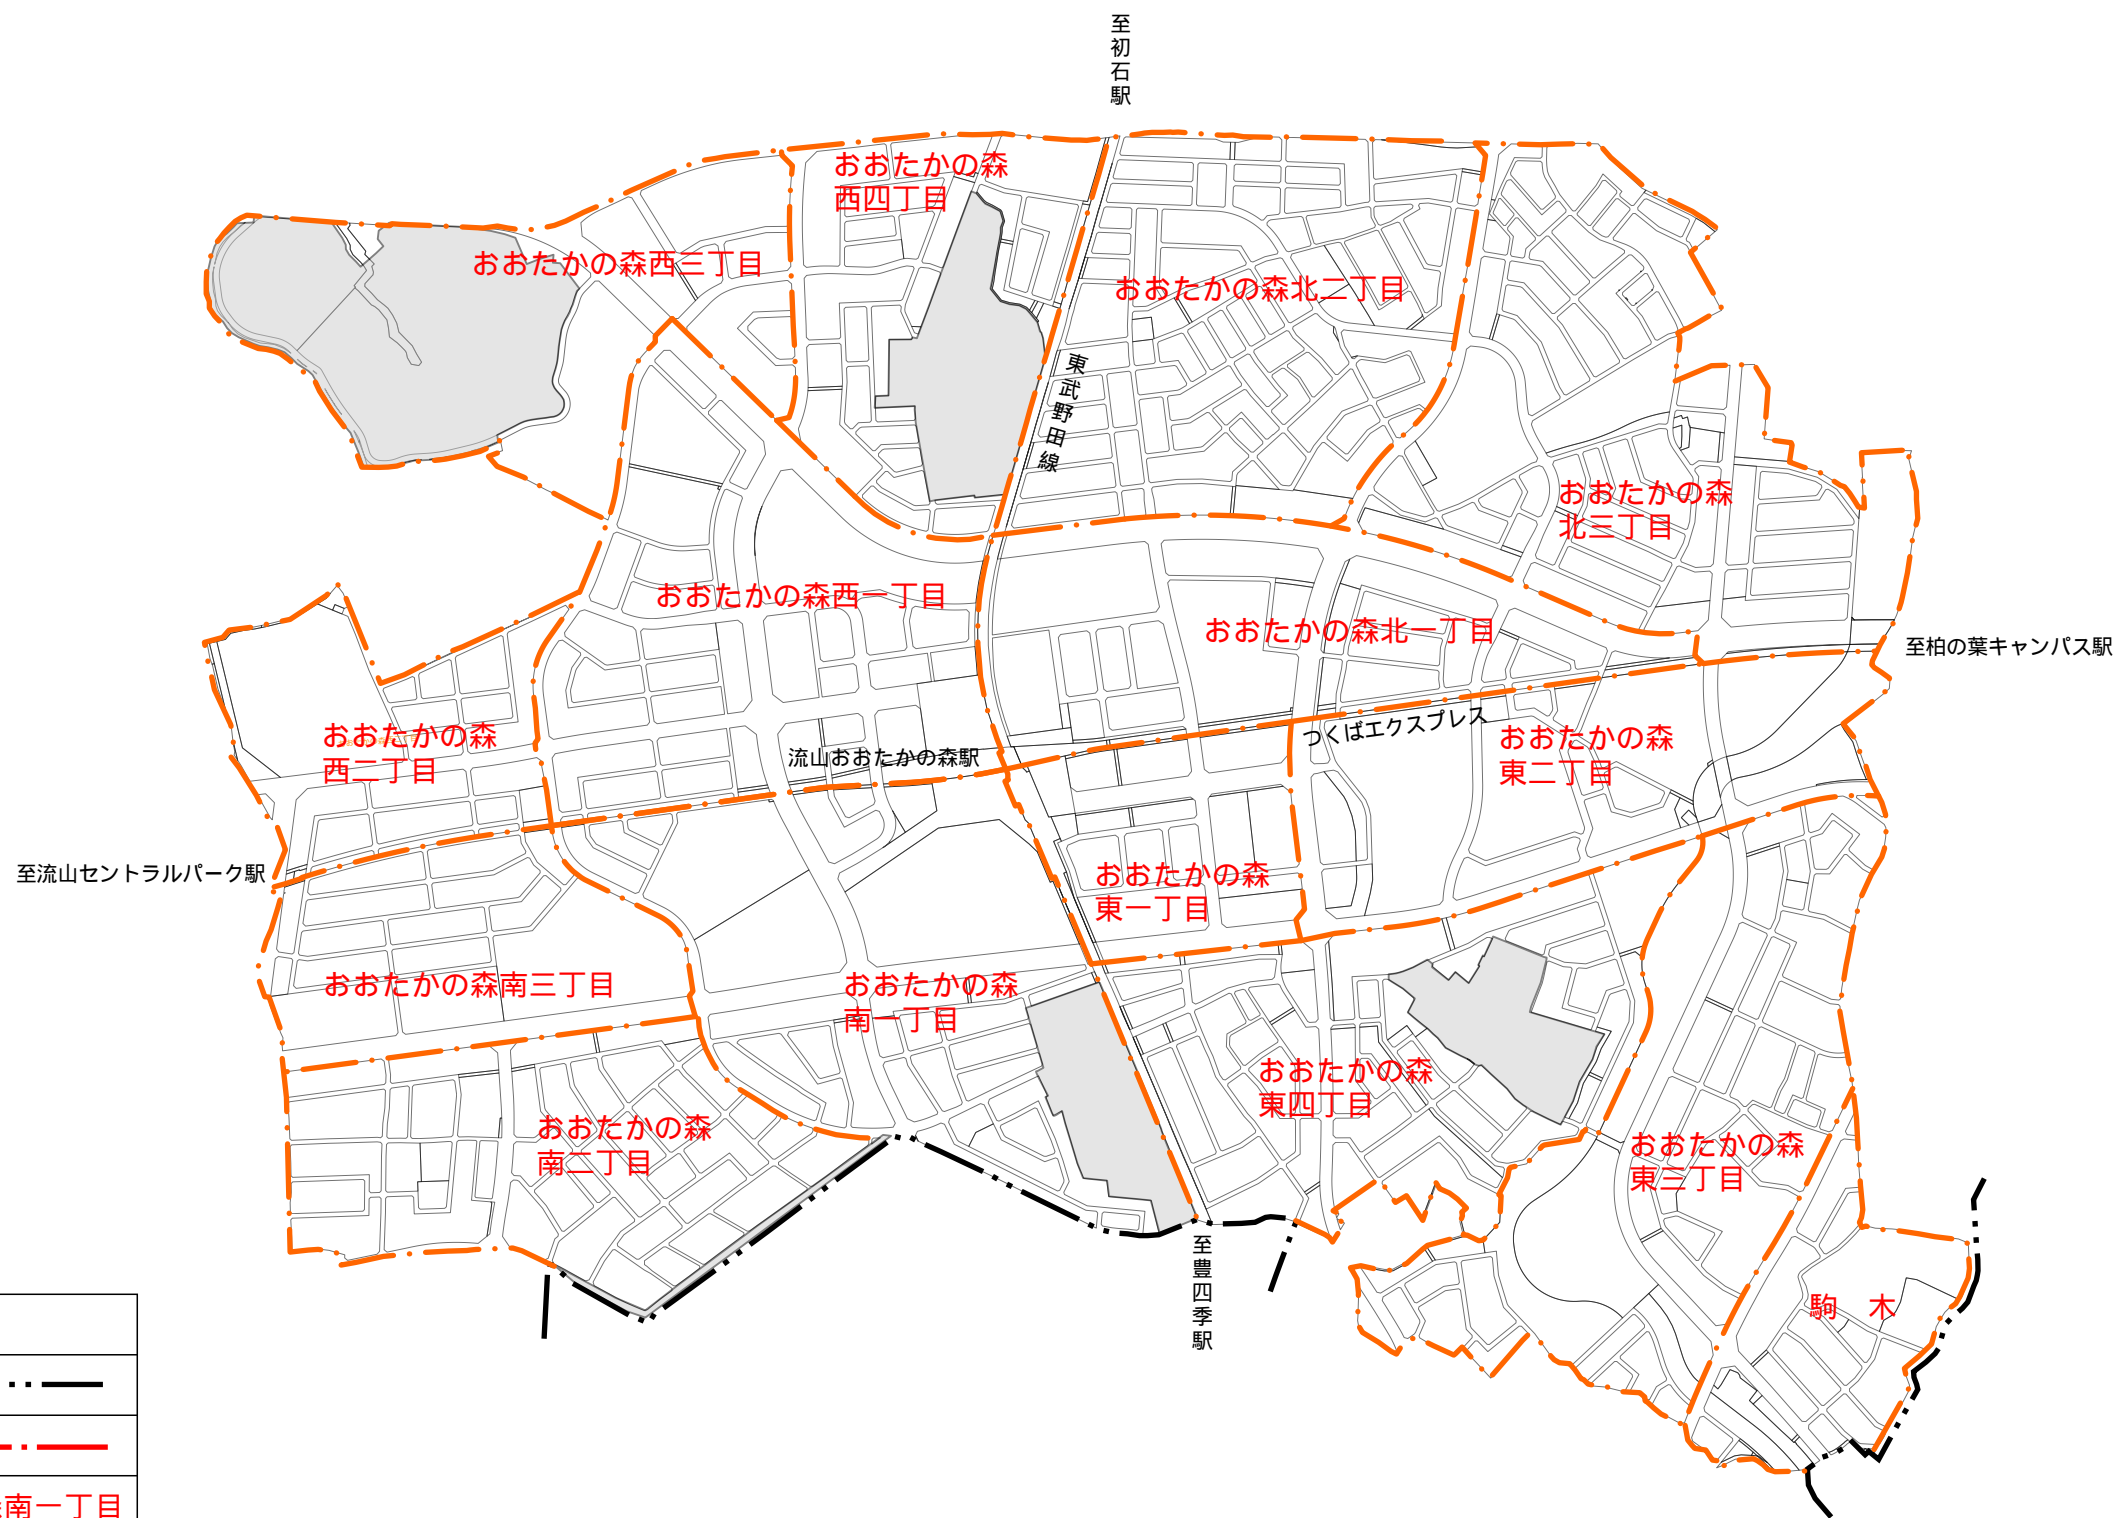 至初石駅
おおたかの森
西四丁目
おおたかの森西三丁目
おおたかの森北二丁目
東武野田線
おおたかの森
北三丁目
おおたかの森西一丁目
おおたかの森北一丁目
至柏の葉キャンパス駅
おおたかの森
西二丁目
流山おおたかの森駅
つくばエクスプレス
おおたかの森
東二丁目
至流山セントラルパーク駅
おおたかの森
東一丁目
おおたかの森南三丁目
おおたかの森
南一丁目
おおたかの森
東四丁目
おおたかの森
南二丁目
おおたかの森
東三丁目
至豊四季駅
駒 木
南一丁目